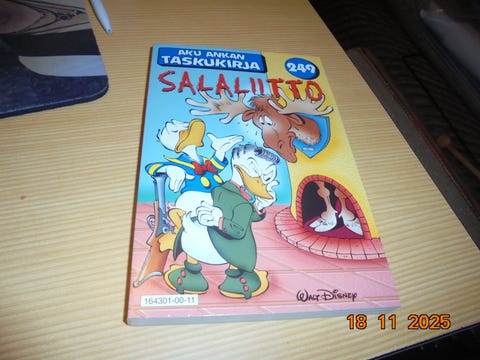 AKU ANKAN
TASKUKIRJA
249
SALALIITTO
WALT DISNEY
164301-00-11
18 11 2025